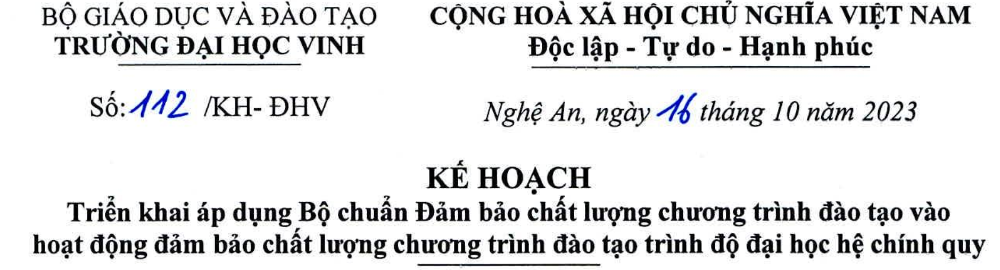 BỘ GIÁO DỤC VÀ ĐÀO TẠO
TRƯỜNG ĐẠI HỌC VINH
CỘNG HOÀ XÃ HỘI CHỦ NGHĨA VIỆT NAM
Độc lập - Tự do - Hạnh phúc
Số: 112 /KH- ĐHV
Nghệ An, ngày 16 tháng 10 năm 2023
KẾ HOẠCH
Triển khai áp dụng Bộ chuẩn Đảm bảo chất lượng chương trình đào tạo vào
hoạt động đảm bảo chất lượng chương trình đào tạo trình độ đại học hệ chính quy